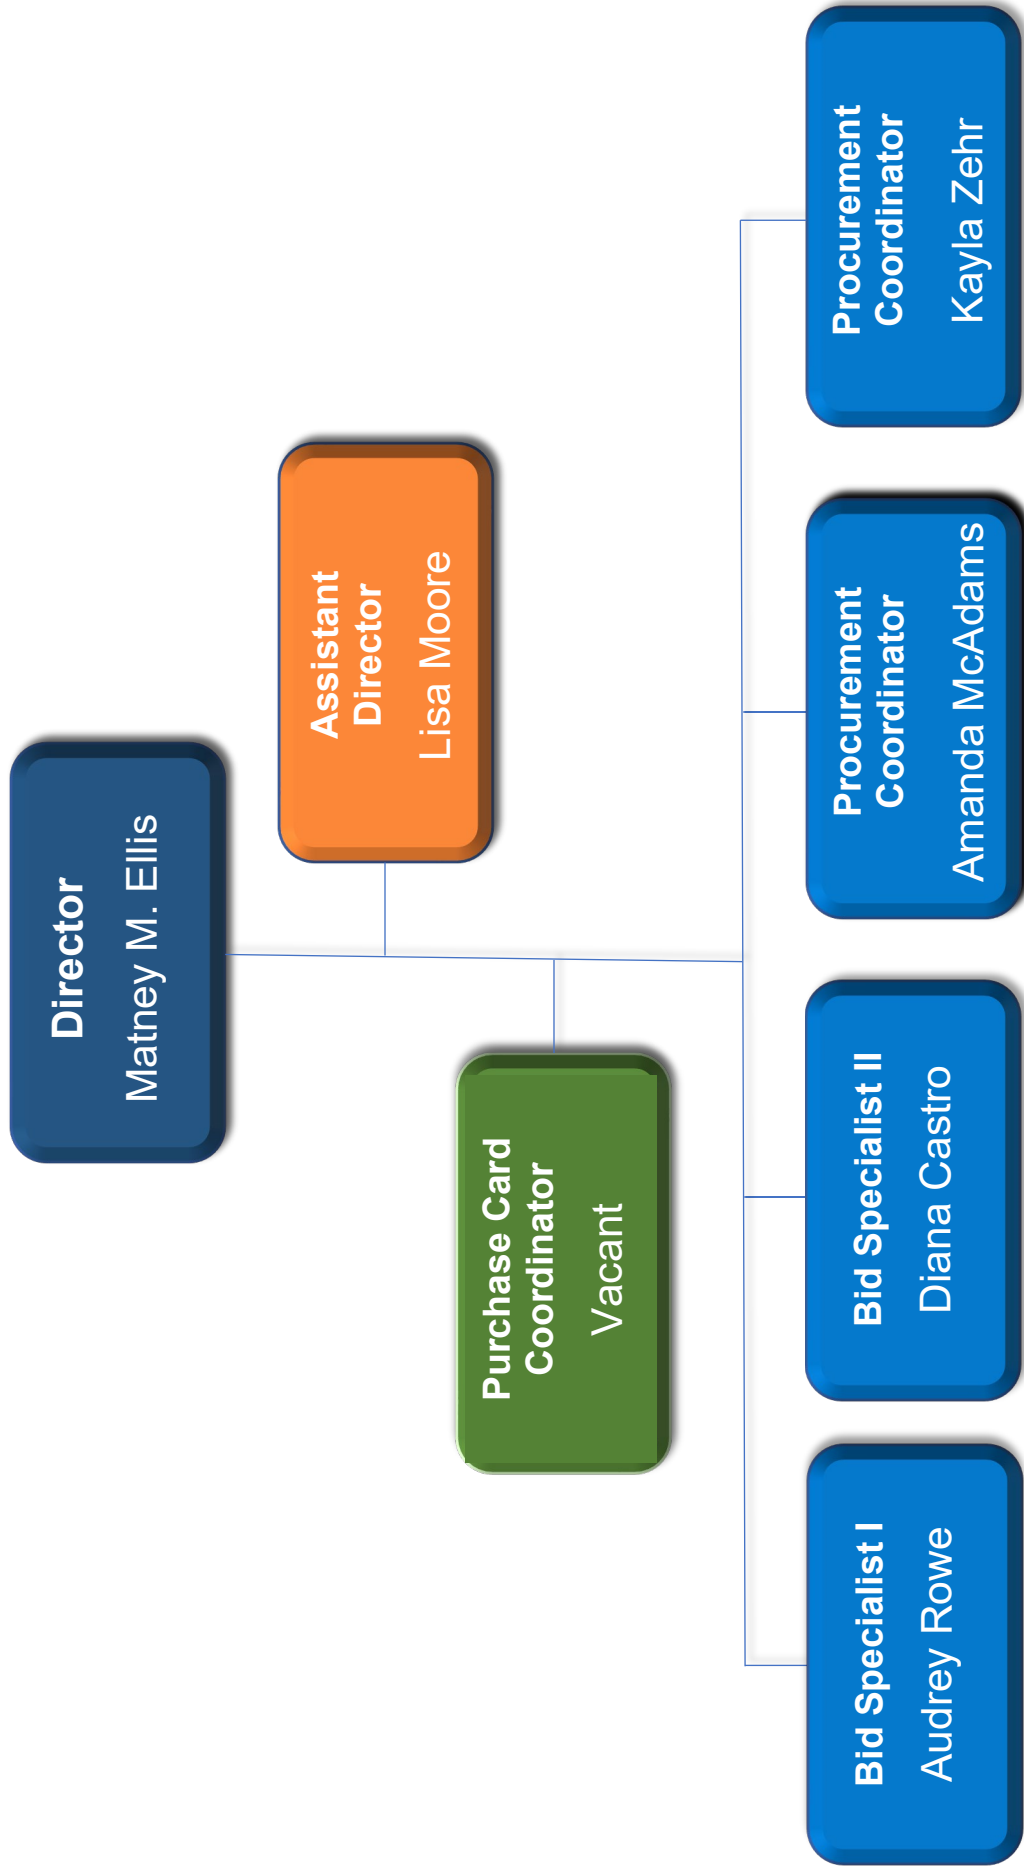 Director
Matney M. Ellis
Assistant
Director
Lisa Moore
Purchase Card
Coordinator
Vacant
Bid Specialist I
Audrey Rowe
Bid Specialist II
Diana Castro
Procurement
Coordinator
Amanda McAdams
Procurement
Coordinator
Kayla Zehr